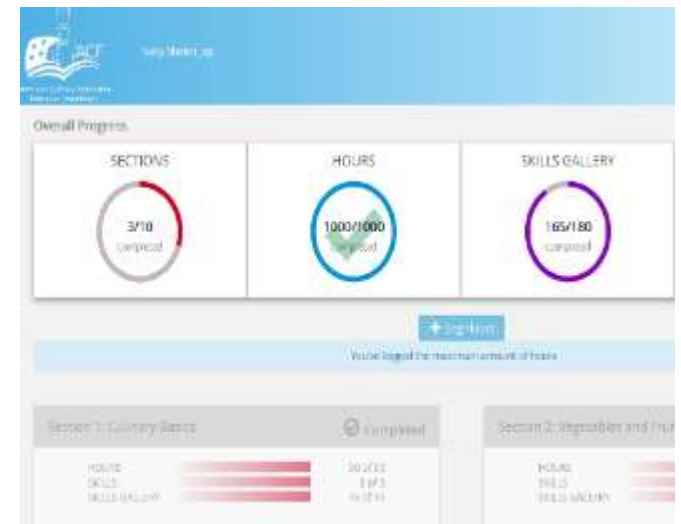 ACF
Overall Progress
SECTIONS
HOURS
SKILLS GALLERY
3/10
completed
1000/1000
completed
165/180
completed
+ Log Hours
You've logged the maximum amount of hours
Section 1: Culinary Basics
Completed
Section 2: Vegetables and Fru
HOURS
SKILLS
SKILLS GALLERY
HOURS
SKILLS
SKILLS GALLERY